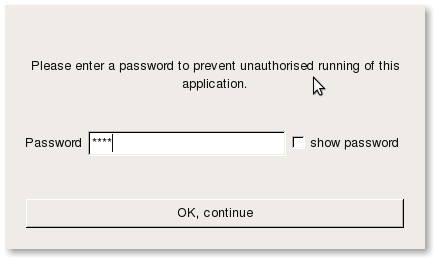 Please enter a password to prevent unauthorised running of this
application.
Password **** show password
OK, continue